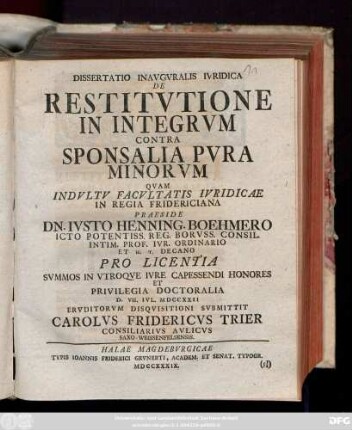 DISSERTATIO INAVGVRALIS IVRIDICA
DE
RESTITVTIONE
IN INTEGRVM
CONTRA
SPONSALIA PVRA
MINORVM
QVAM
INDVLTV FACVLTATIS IVRIDICAE
IN REGIA FRIDERICIANA
PRAESIDE
DN. IVSTO HENNING. BOEHMERO
ICTO POTENTISS. REG. BORVSS. CONSIL.
INTIM. PROF. IVR. ORDINARIO
ET H. T. DECANO
PRO LICENTIA
SVMMOS IN VTROQVE IVRE CAPESSENDI HONORES
ET
PRIVILEGIA DOCTORALIA
D. VII. IVL. MDCCXXII
ERVDITORVM DISQVISITIONI SVBMITTIT
CAROLVS FRIDERICVS TRIER
CONSILIARIVS AVLICVS
SAXO-WEISSENFELSENSIS.
HALAE MAGDEBVRGICAE
TYPIS IOANNIS FRIDERICI GRVNERTI, ACADEM. ET SENAT. TYPOGR.
MDCCXXXIX.
DFG